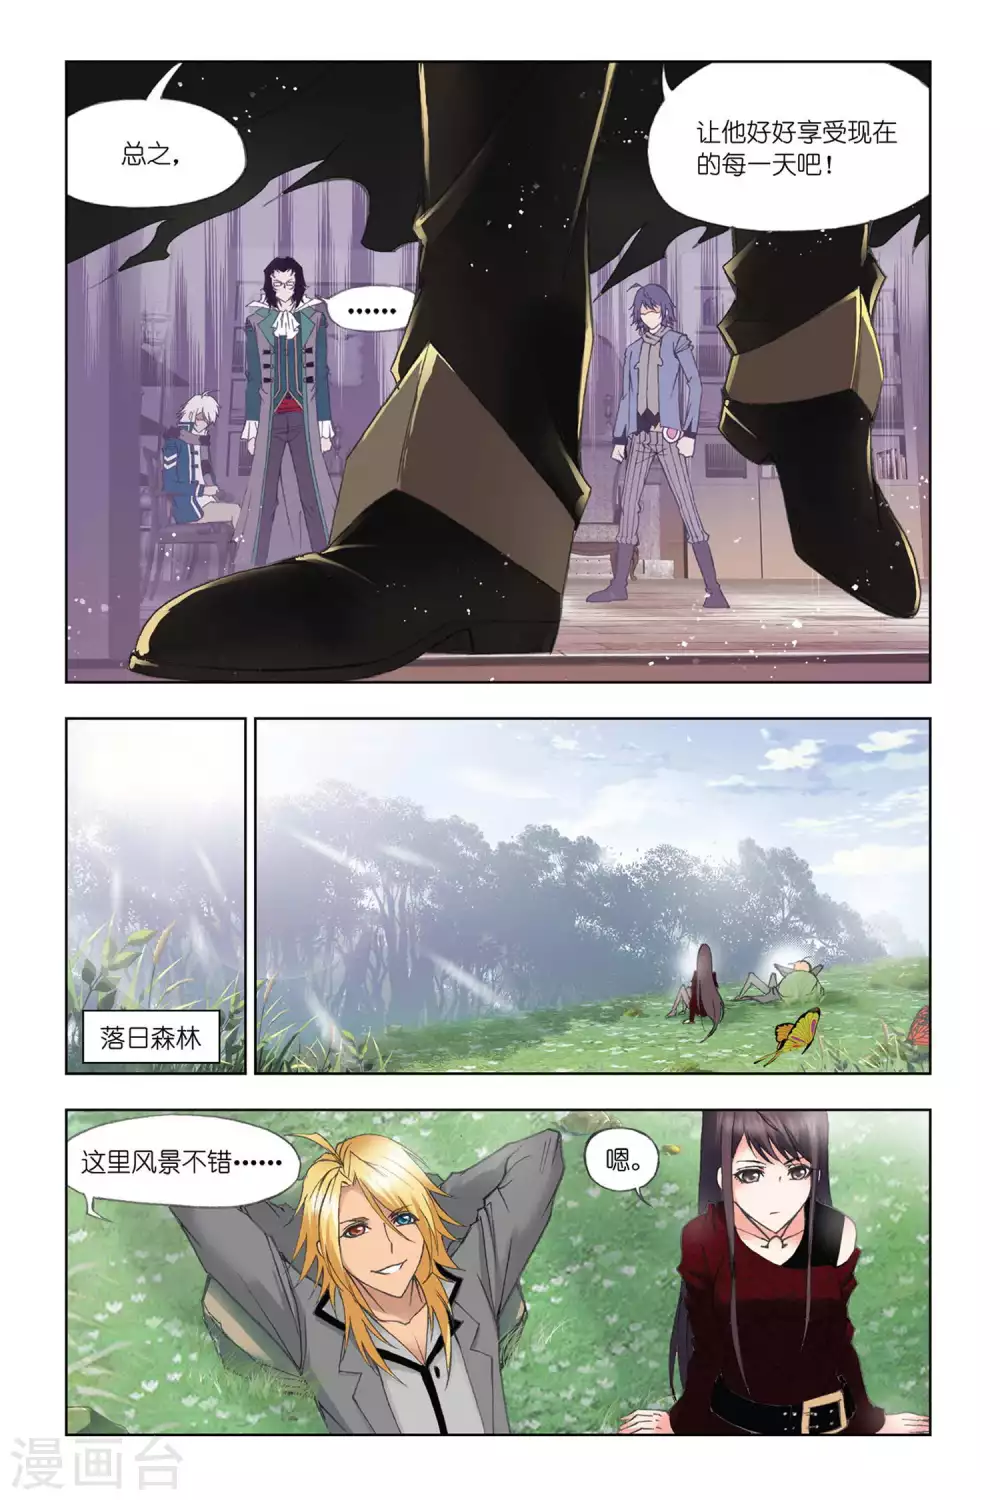 总之，
让他好好享受现在
的每一天吧！
……
落日森林
这里风景不错……
嗯。
漫画台